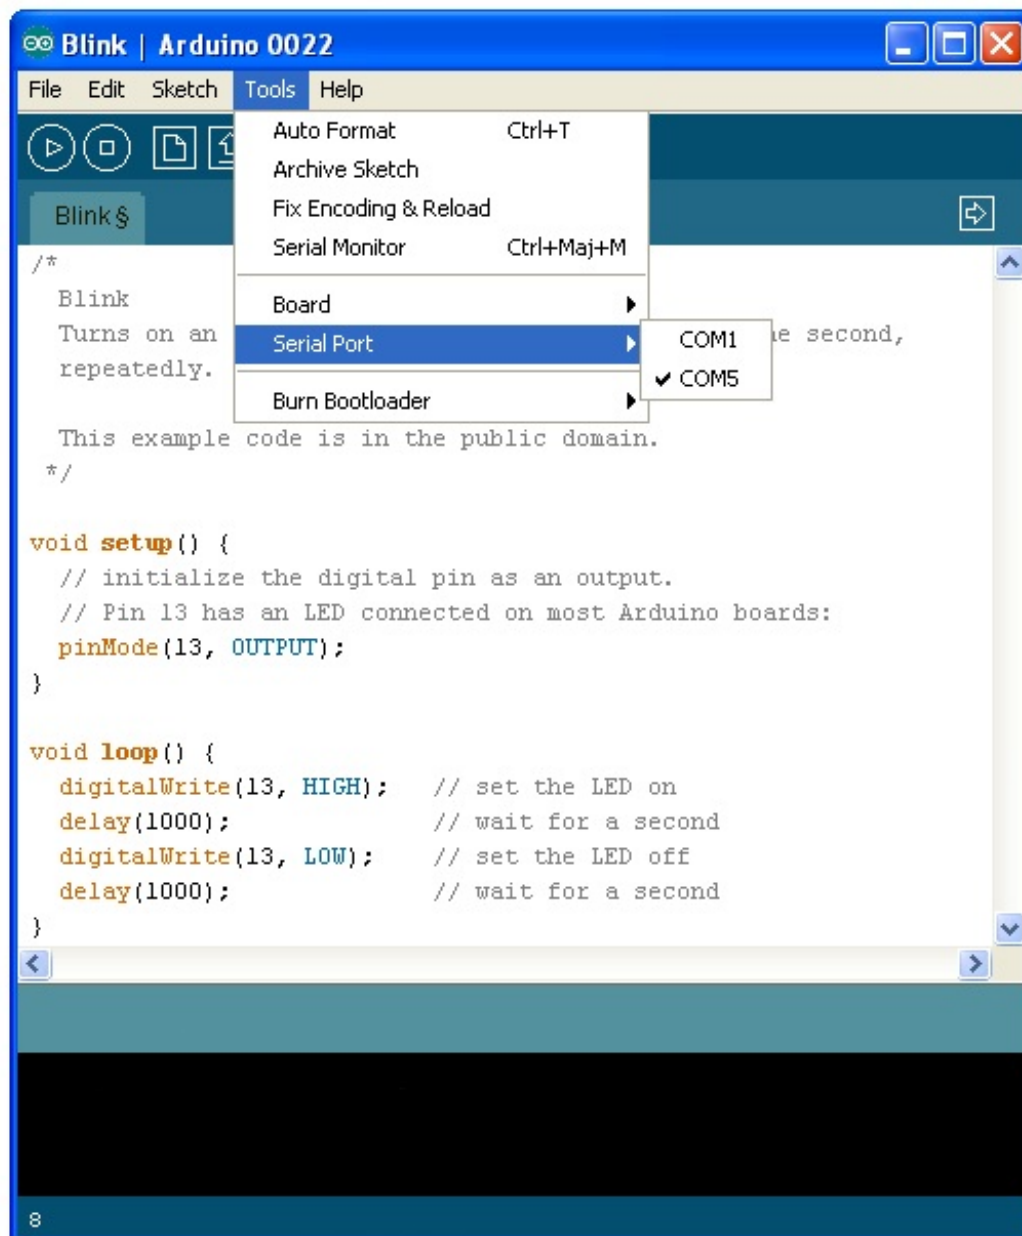 Blink | Arduino 0022
File Edit Sketch Tools Help
Auto Format Ctrl+T
Archive Sketch
Fix Encoding & Reload
Serial Monitor Ctrl+Maj+M
Board
Serial Port
Burn Bootloader
COM1
COM5
Blink§
/*
Blink
Turns on an second,
repeatedly.
This example code is in the public domain.
*/
void setup() {
// initialize the digital pin as an output.
// Pin 13 has an LED connected on most Arduino boards:
pinMode(13, OUTPUT);
}
void loop() {
digitalWrite(13, HIGH); // set the LED on
delay(1000); // wait for a second
digitalWrite(13, LOW); // set the LED off
delay(1000); // wait for a second
}
8